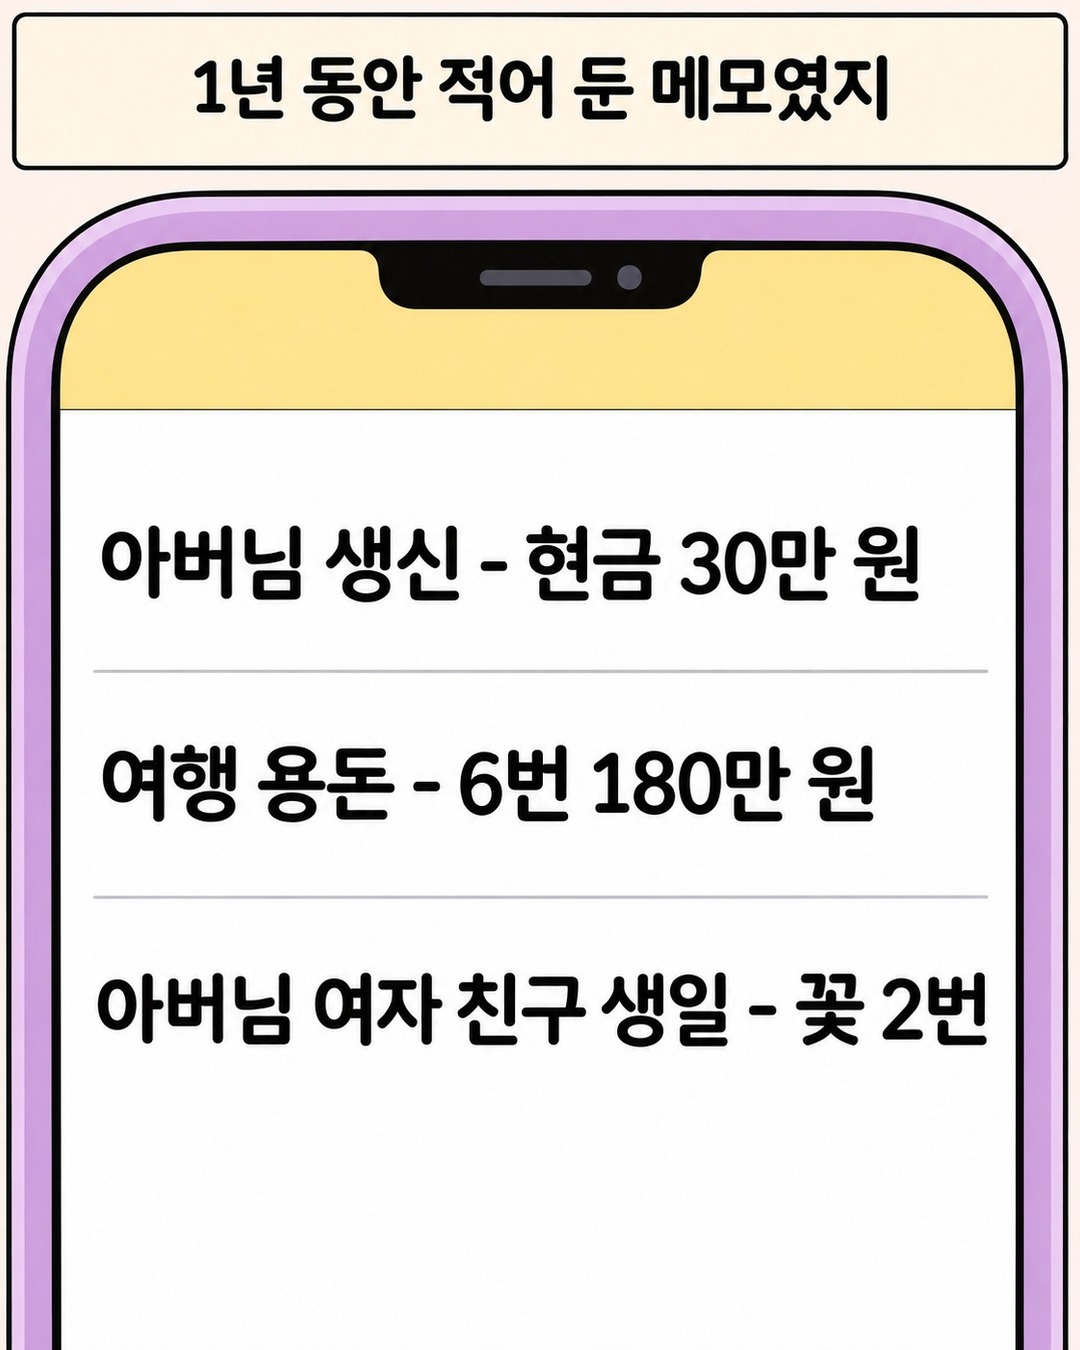 1년 동안 적어 둔 메모였지
아버님 생신 - 현금 30만 원
여행 용돈 - 6번 180만 원
아버님 여자 친구 생일 - 꽃 2번